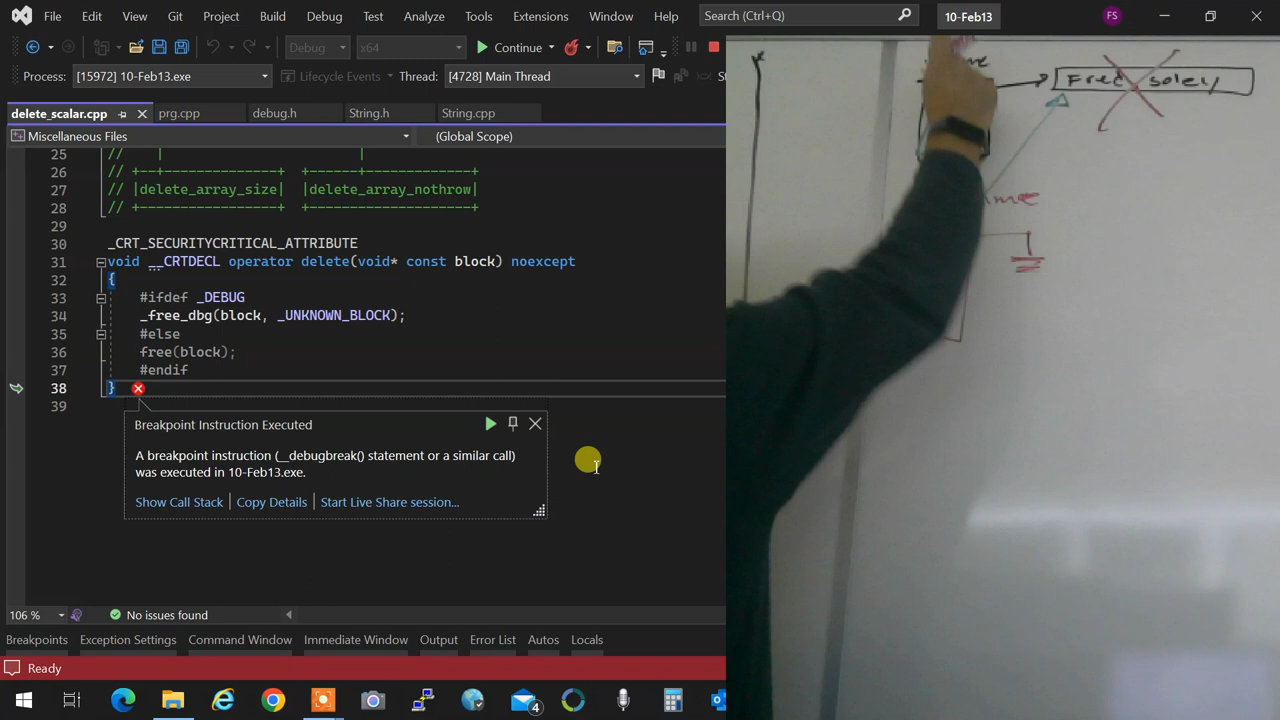 File Edit View Git Project Build Debug Test Analyze Tools Extensions Window Help Search (Ctrl+Q) 10-Feb13 FS
Debug x64 Continue
Process: [15972] 10-Feb13.exe Lifecycle Events Thread: [4728] Main Thread
delete_scalar.cpp prg.cpp debug.h String.h String.cpp
Miscellaneous Files (Global Scope)
25 // | |
26 // +--+-------------+ +------+-------------+
27 // |delete_array_size| |delete_array_nothrow|
28 // +----------------+ +--------------------+
29
30 _CRT_SECURITYCRITICAL_ATTRIBUTE
31 void __CRTDECL operator delete(void* const block) noexcept
32 {
33 #ifdef _DEBUG
34 _free_dbg(block, _UNKNOWN_BLOCK);
35 #else
36 free(block);
37 #endif
38 }
39
Breakpoint Instruction Executed
A breakpoint instruction (__debugbreak() statement or a similar call)
was executed in 10-Feb13.exe.
Show Call Stack | Copy Details | Start Live Share session...
106 % No issues found
Breakpoints Exception Settings Command Window Immediate Window Output Error List Autos Locals
Ready
4
Fred soley